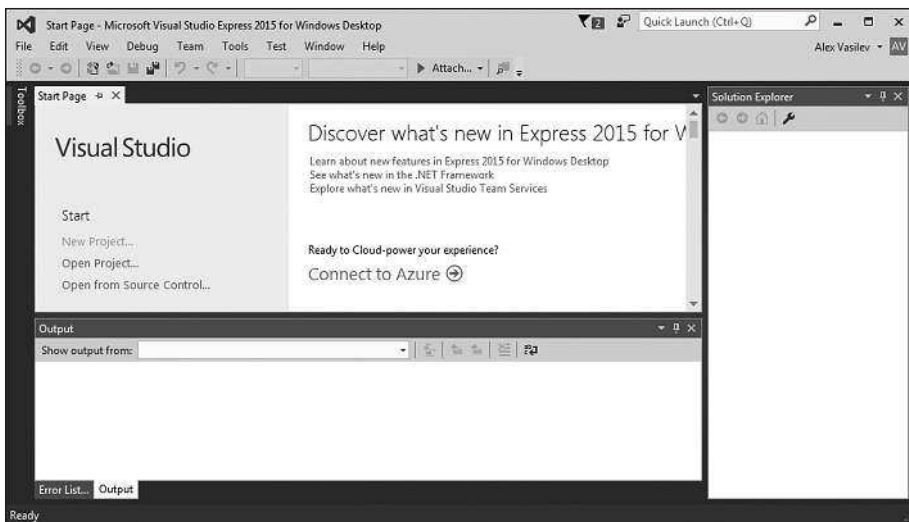 Start Page - Microsoft Visual Studio Express 2015 for Windows Desktop
2
Quick Launch (Ctrl+Q)
File Edit View Debug Team Tools Test Window Help
Alex Vasilev
AV
Attach...
Toolbox
Start Page
Visual Studio
Start
New Project...
Open Project...
Open from Source Control...
Discover what's new in Express 2015 for W
Learn about new features in Express 2015 for Windows Desktop
See what's new in the .NET Framework
Explore what's new in Visual Studio Team Services
Ready to Cloud-power your experience?
Connect to Azure
Solution Explorer
Output
Show output from:
Error List...
Output
Ready